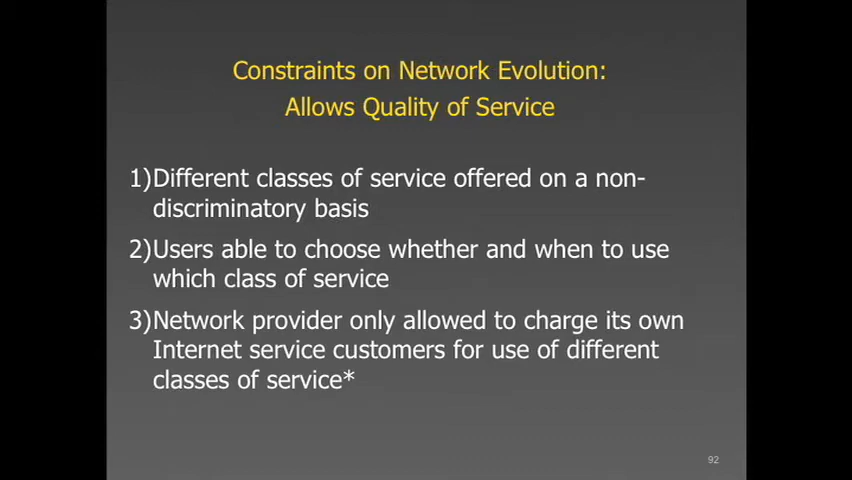 Constraints on Network Evolution:
Allows Quality of Service
1)Different classes of service offered on a non-
discriminatory basis
2)Users able to choose whether and when to use
which class of service
3)Network provider only allowed to charge its own
Internet service customers for use of different
classes of service*
92